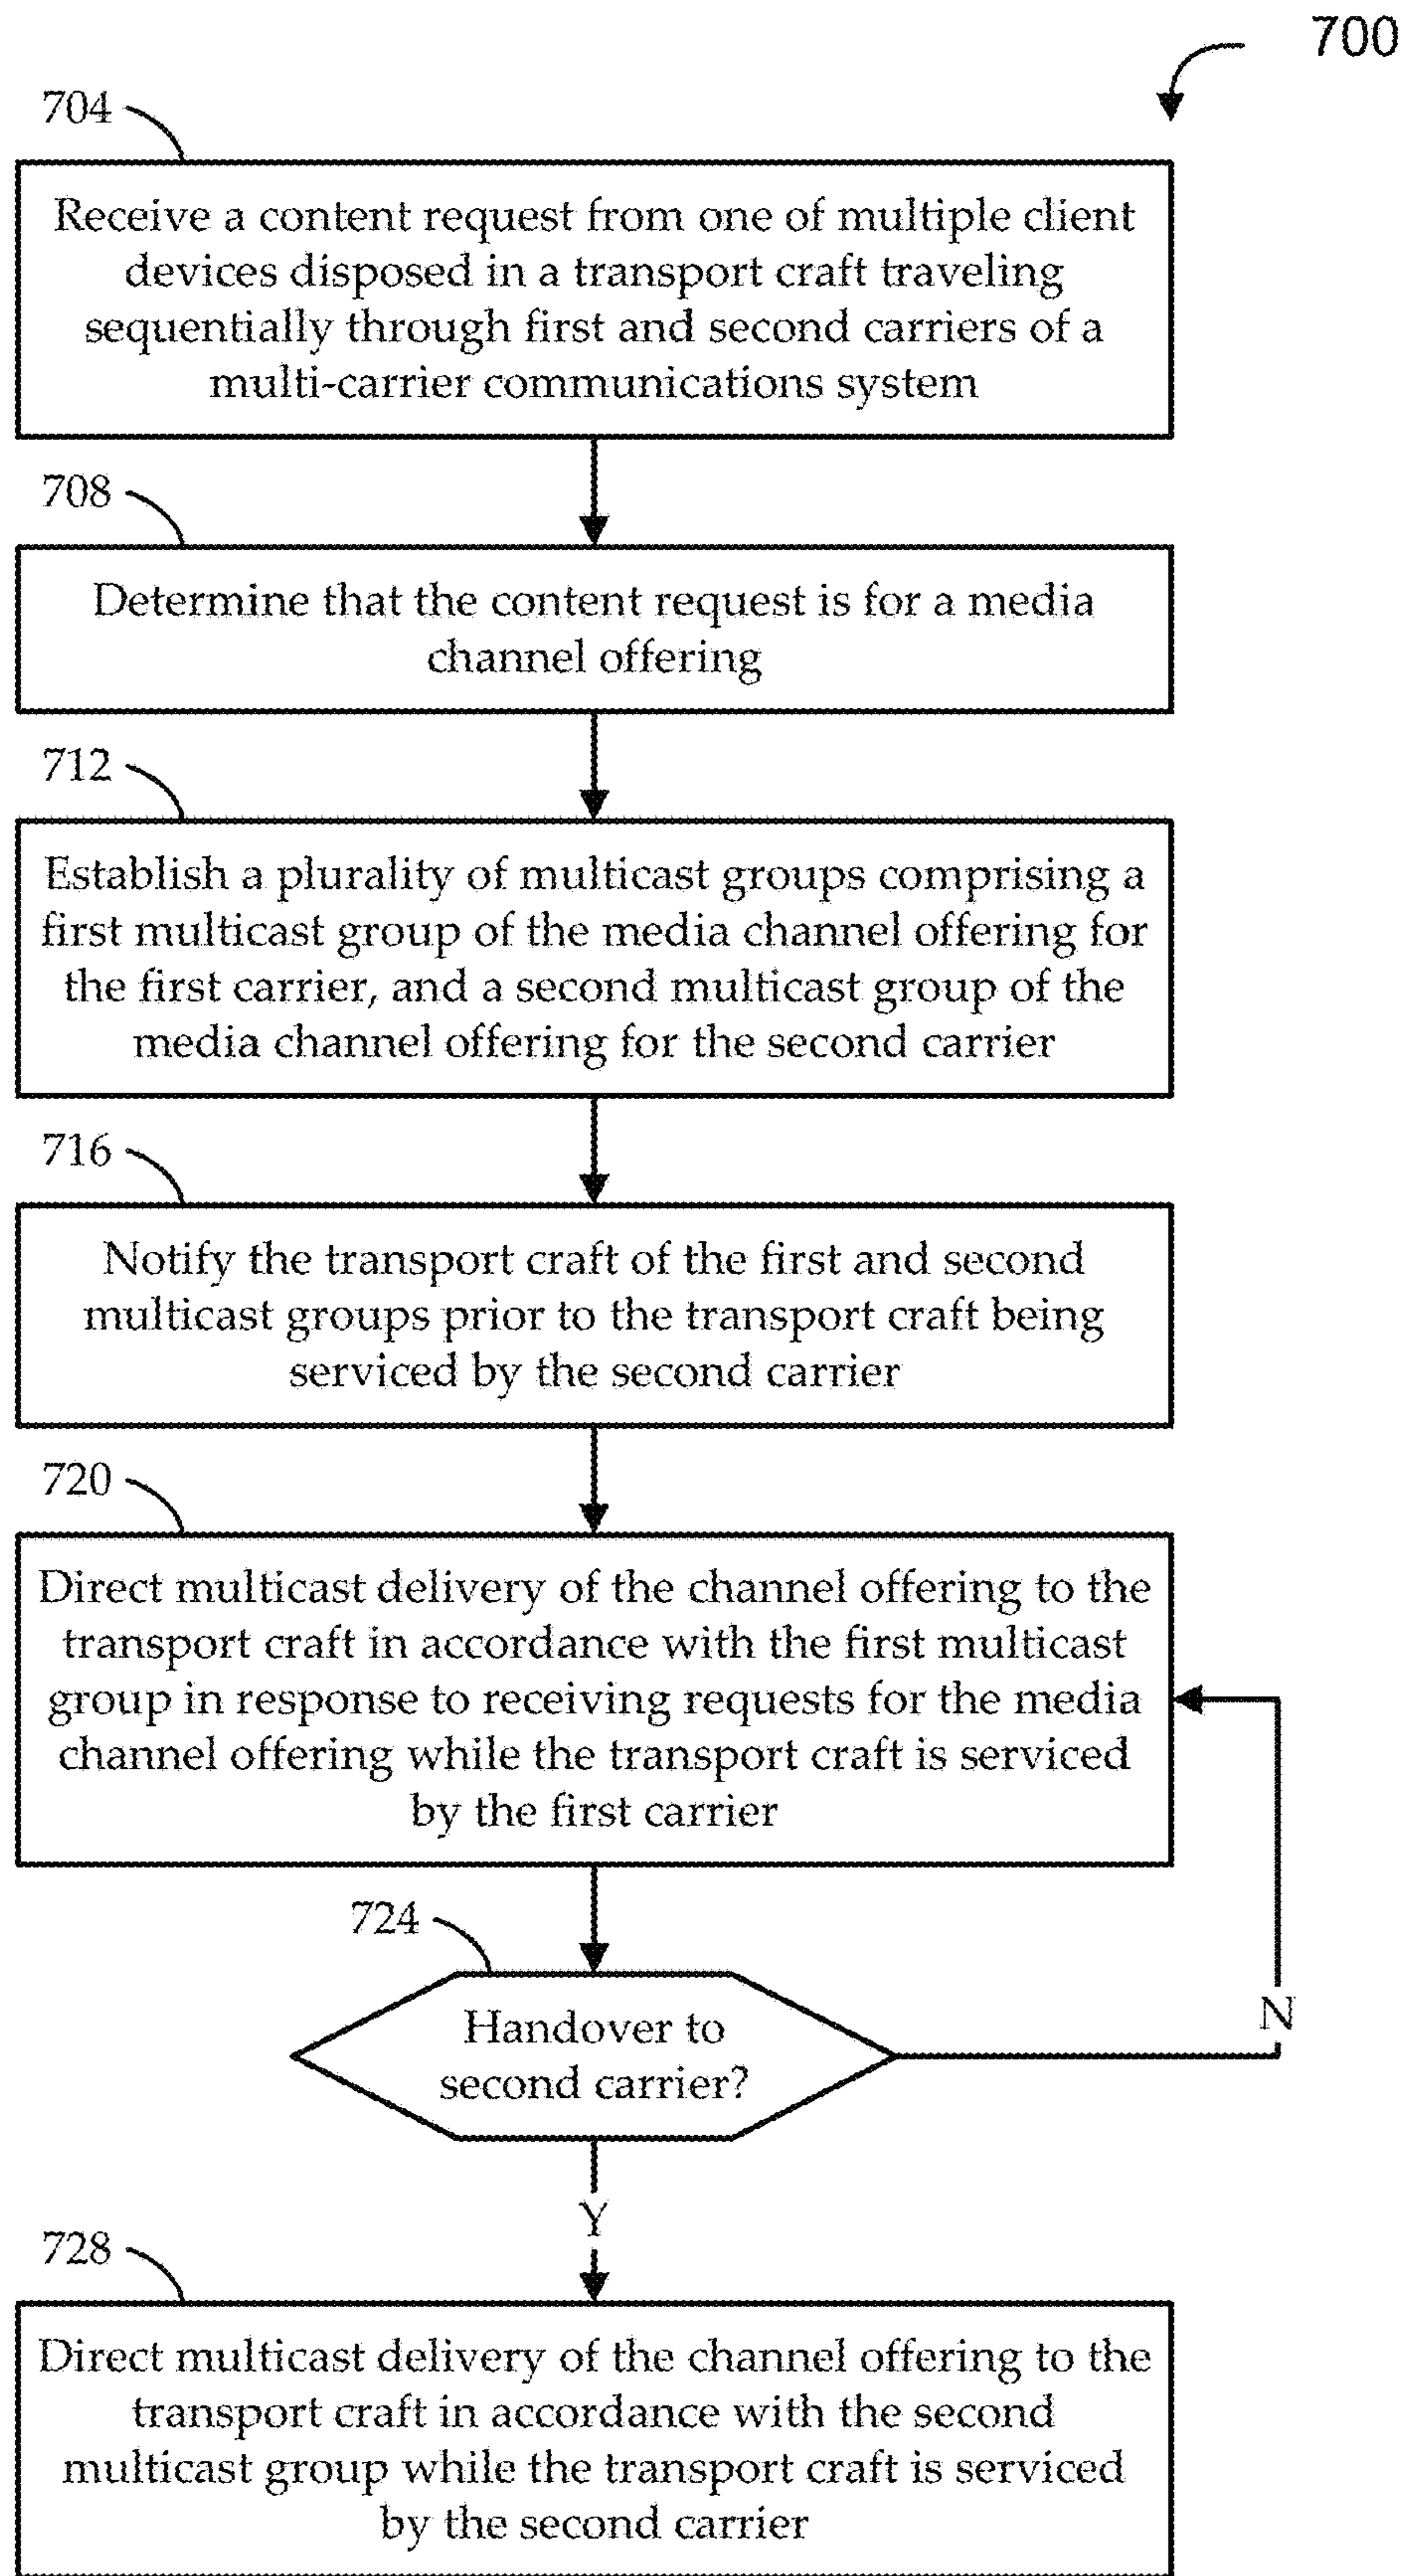 700
704
Receive a content request from one of multiple client
devices disposed in a transport craft traveling
sequentially through first and second carriers of a
multi-carrier communications system
708
Determine that the content request is for a media
channel offering
712
Establish a plurality of multicast groups comprising a
first multicast group of the media channel offering for
the first carrier, and a second multicast group of the
media channel offering for the second carrier
716
Notify the transport craft of the first and second
multicast groups prior to the transport craft being
serviced by the second carrier
720
Direct multicast delivery of the channel offering to the
transport craft in accordance with the first multicast
group in response to receiving requests for the media
channel offering while the transport craft is serviced
by the first carrier
724
Handover to
second carrier?
N
Y
728
Direct multicast delivery of the channel offering to the
transport craft in accordance with the second
multicast group while the transport craft is serviced
by the second carrier